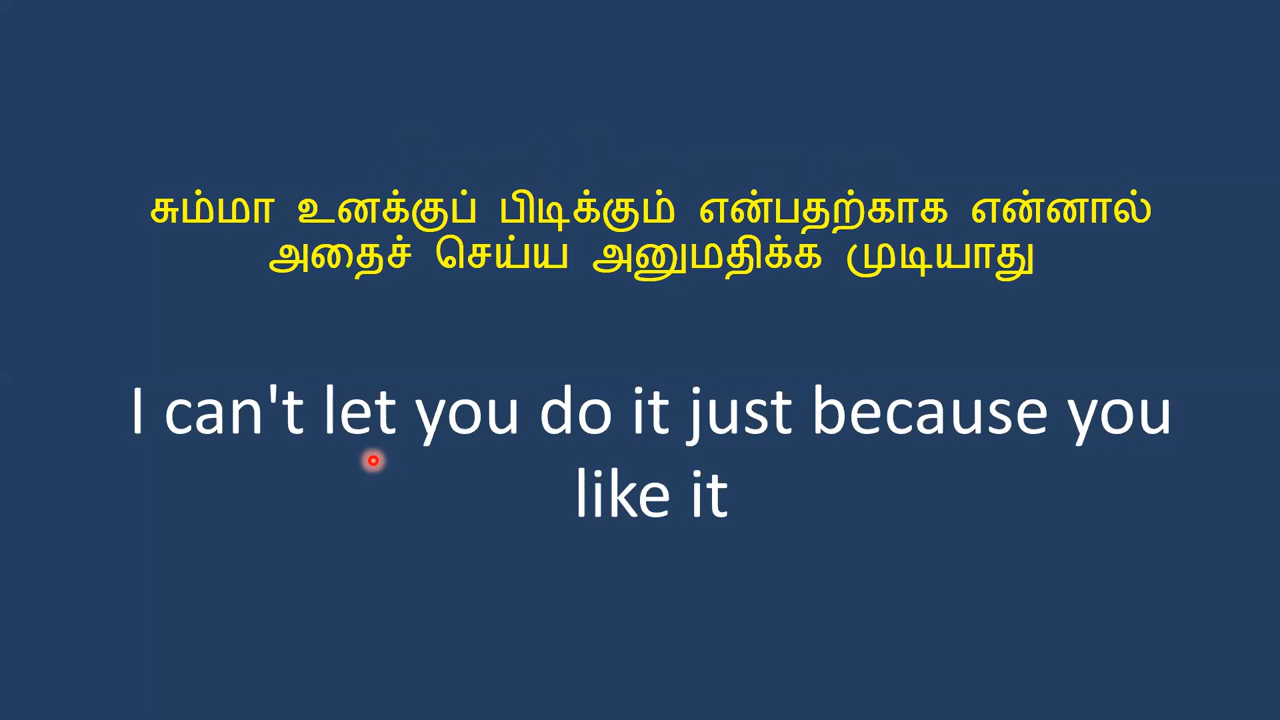 சும்மா உனக்குப் பிடிக்கும் என்பதற்காக என்னால்
அதைச் செய்ய அனுமதிக்க முடியாது
I can't let you do it just because you
like it